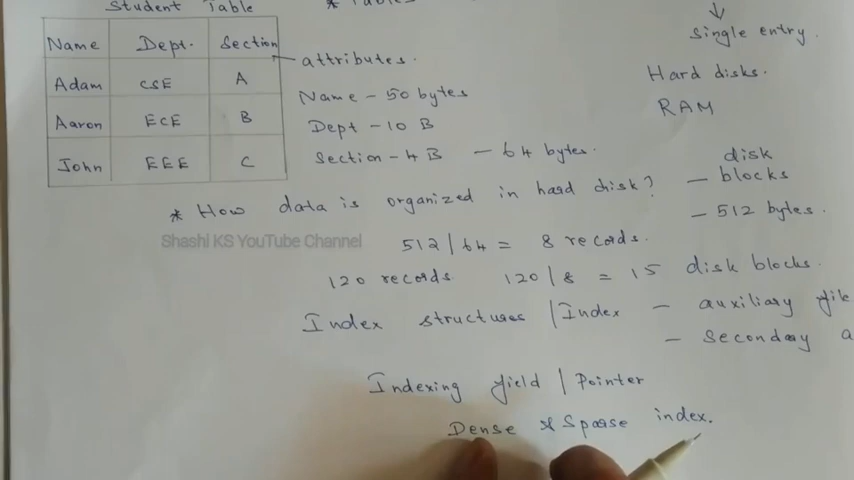 Student Table
* Tables
single entry.
Name Dept. Section
attributes.
Hard disks.
Adam CSE A
Name - 50 bytes
RAM
Aaron ECE B
Dept - 10 B
John EEE C
Section - 4 B - 64 bytes.
* How data is organized in hard disk? - disk blocks
- 512 bytes.
Shashi KS YouTube Channel
512/64 = 8 records.
120 records 120/8 = 15 disk blocks.
Index structures/Index - auxiliary file
- Secondary a
Indexing field/Pointer
Dense & Sparse index.